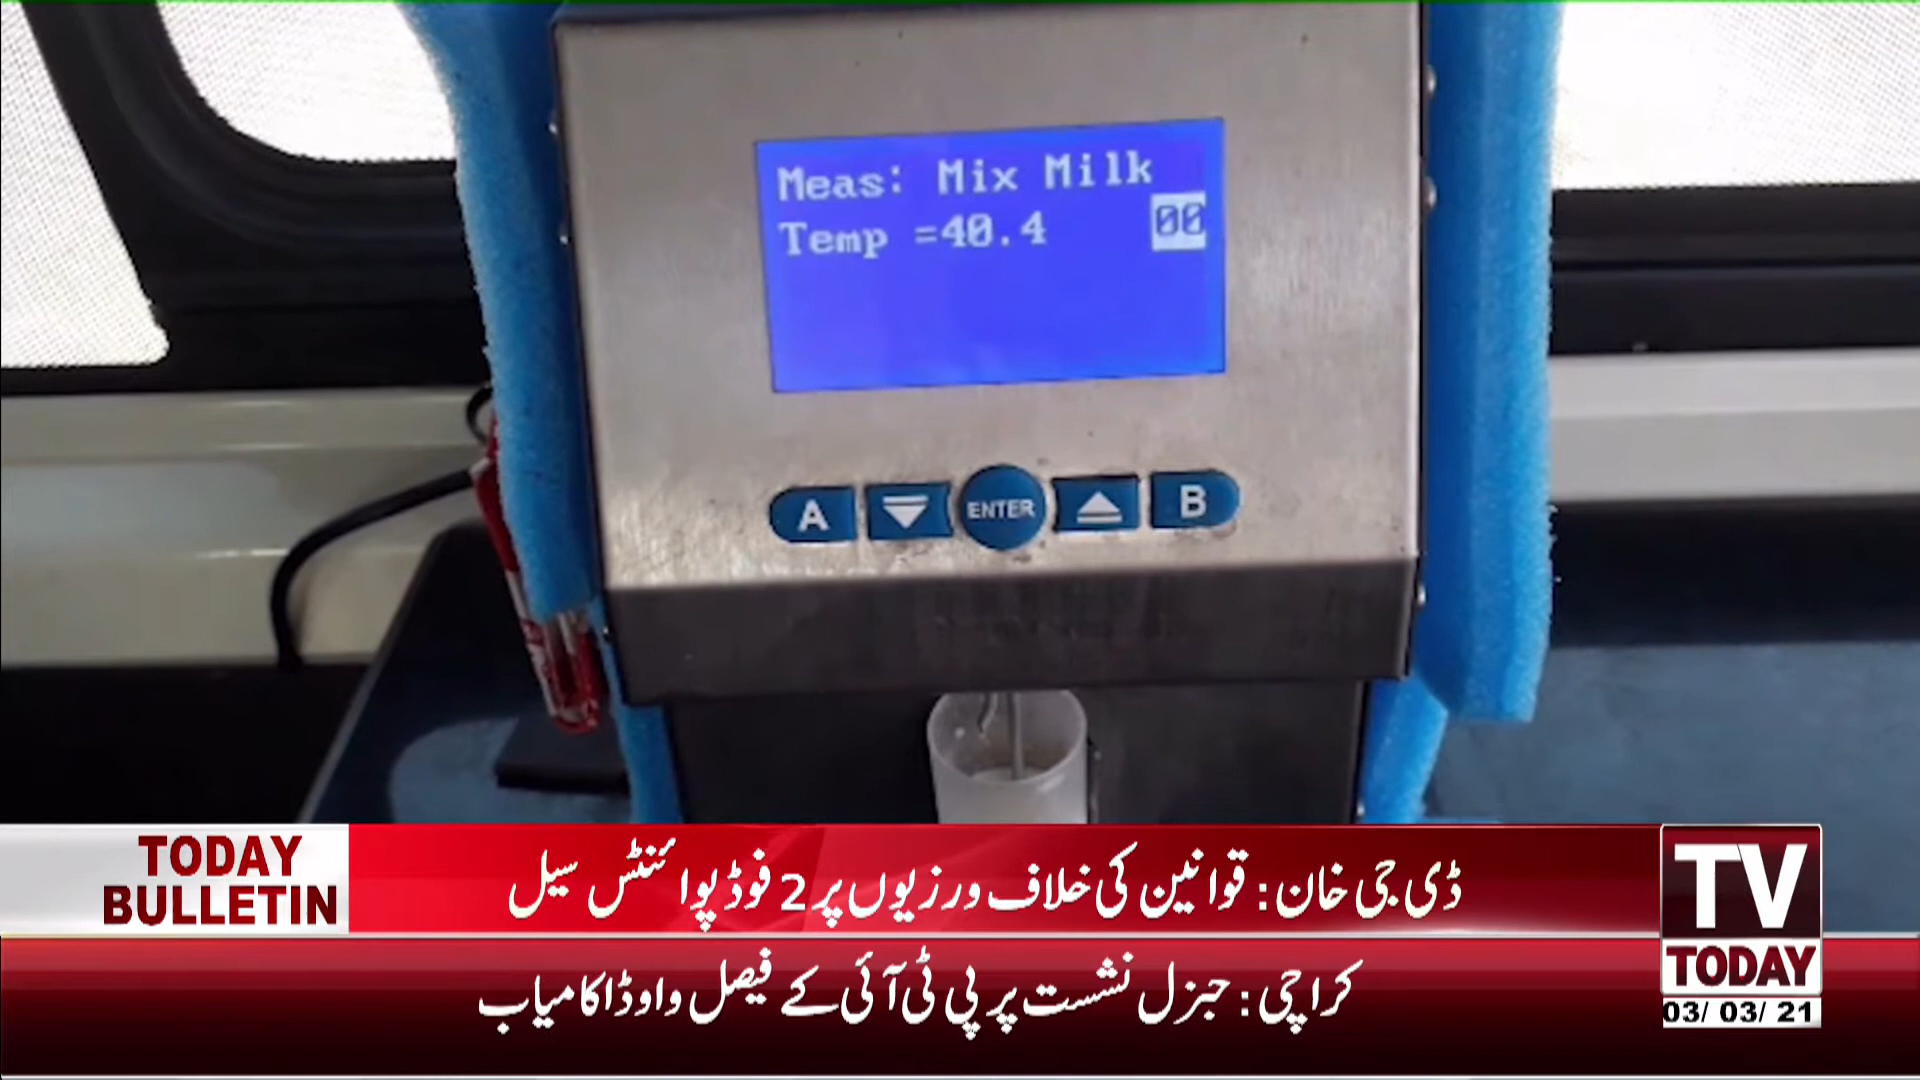 Meas: Mix Milk
Temp =40.4 00
A ENTER B
TODAY
BULLETIN
ڈی جی خان: قوانین کی خلاف ورزیوں پر 2 فوڈ پوائنٹس سیل
کراچی: جنرل نشست پر پی ٹی آئی کے فیصل واوڈا کامیاب
TV
TODAY
03/ 03/ 21